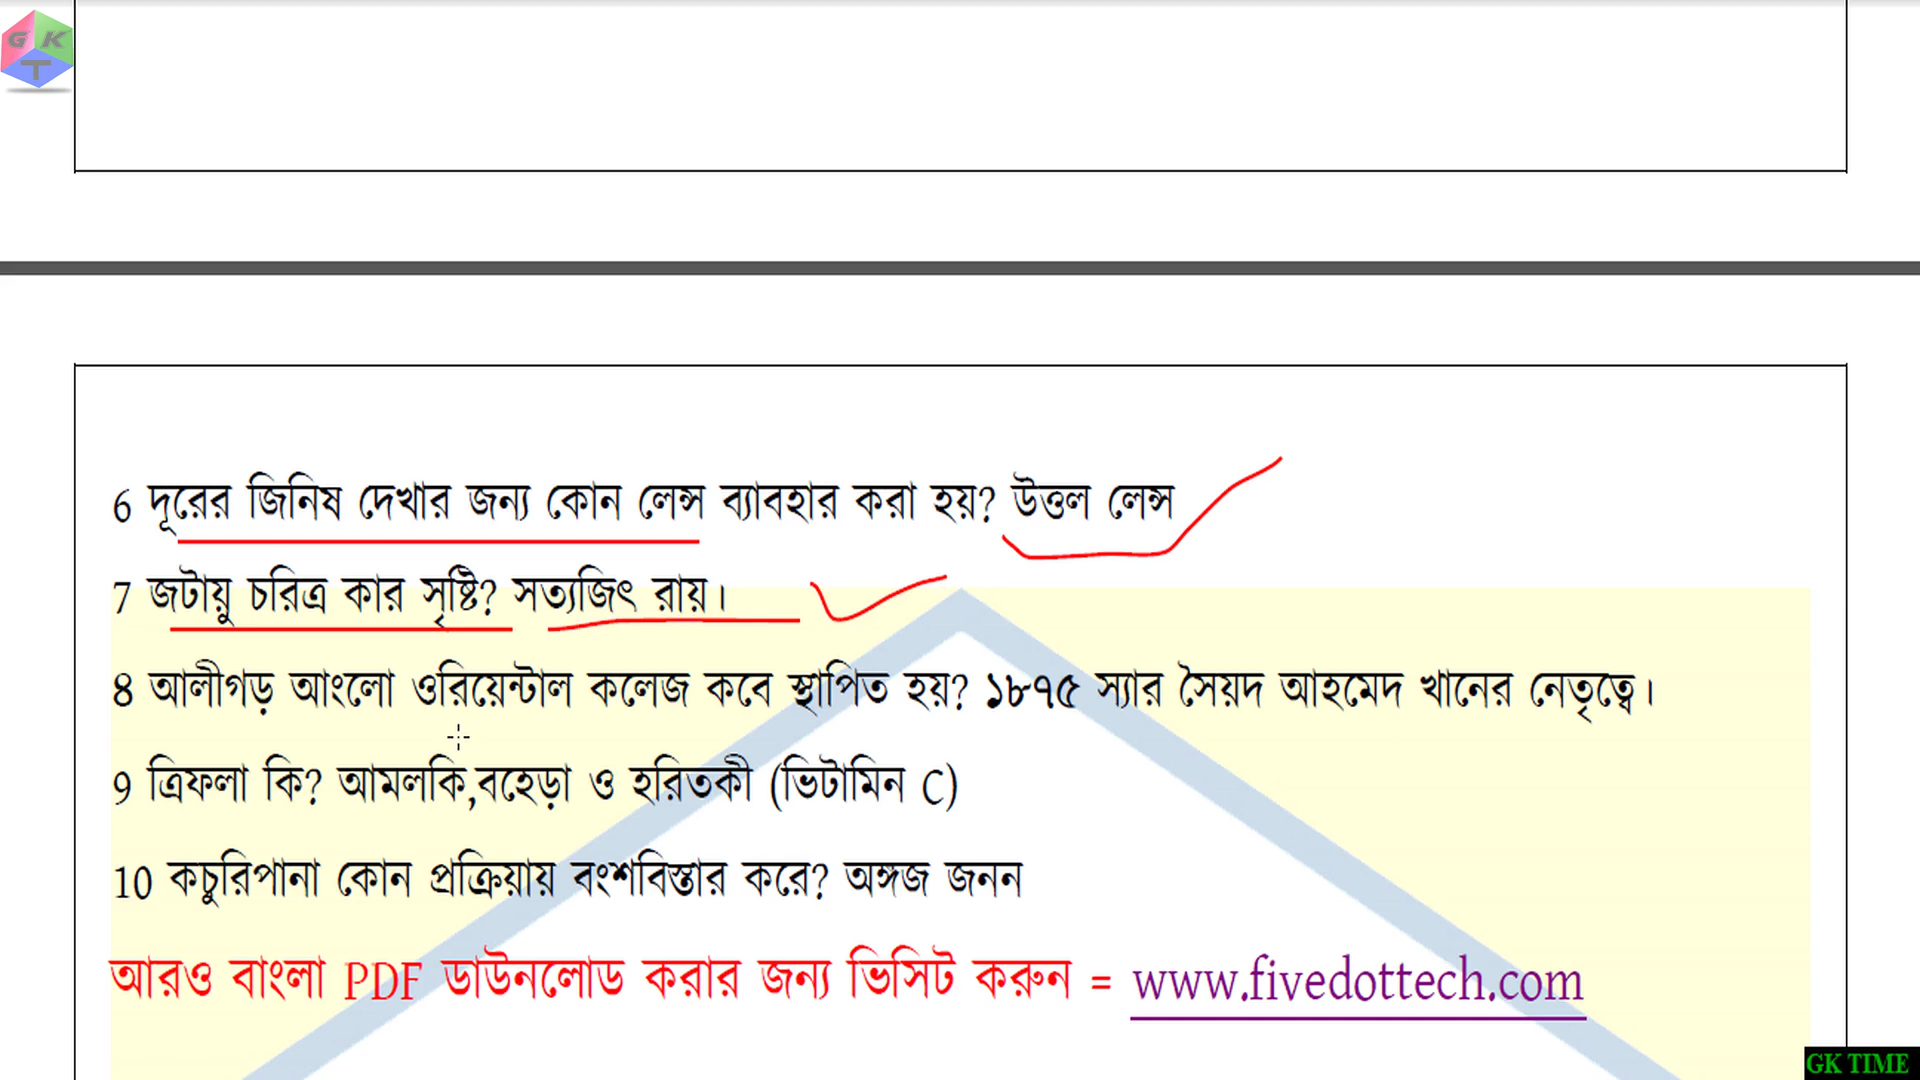 GKT
6 দূরের জিনিষ দেখার জন্য কোন লেন্স ব্যাবহার করা হয়? উত্তল লেন্স
7 জটায়ু চরিত্র কার সৃষ্টি? সত্যজিৎ রায়।
8 আলীগড় আংলো ওরিয়েন্টাল কলেজ কবে স্থাপিত হয়? ১৮৭৫ স্যার সৈয়দ আহমেদ খানের নেতৃত্বে।
9 ত্রিফলা কি? আমলকি,বহেড়া ও হরিতকী (ভিটামিন C)
10 কচুরিপানা কোন প্রক্রিয়ায় বংশবিস্তার করে? অঙ্গজ জনন
আরও বাংলা PDF ডাউনলোড করার জন্য ভিসিট করুন = www.fivedottech.com
GK TIME